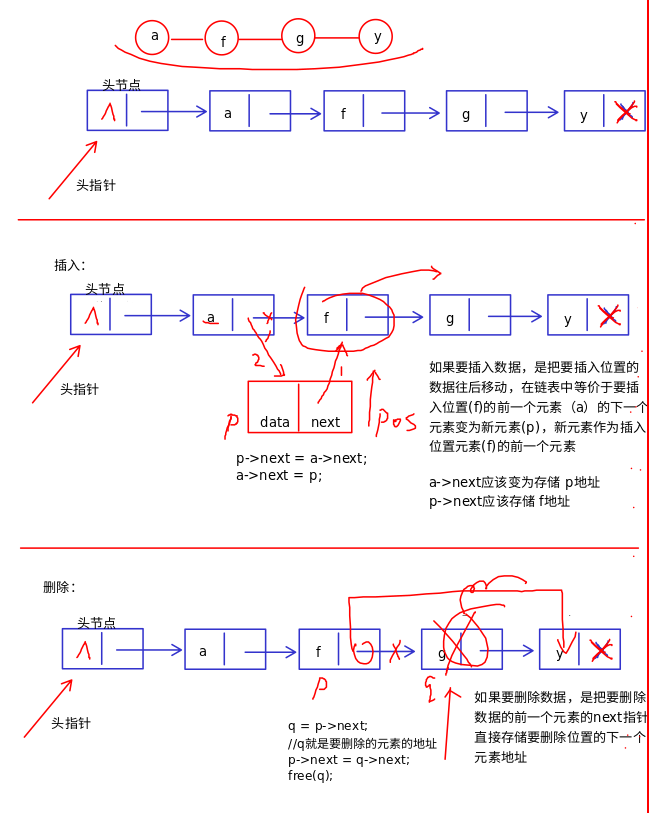 a f g y
头节点
∧ a f g y
头指针
插入：
头节点
∧ a f g y
头指针
2 1
P data next pos
p->next = a->next;
a->next = p;
如果要插入数据，是把要插入位置的
数据往后移动，在链表中等价于要插
入位置(f)的前一个元素（a）的下一个
元素变为新元素(p)，新元素作为插入
位置元素(f)的前一个元素
a->next应该变为存储 p地址
p->next应该存储 f地址
删除：
头节点
∧ a f g y
p q
头指针
q = p->next;
//q就是要删除的元素的地址
p->next = q->next;
free(q);
如果要删除数据，是把要删除
数据的前一个元素的next指针
直接存储要删除位置的下一个
元素地址